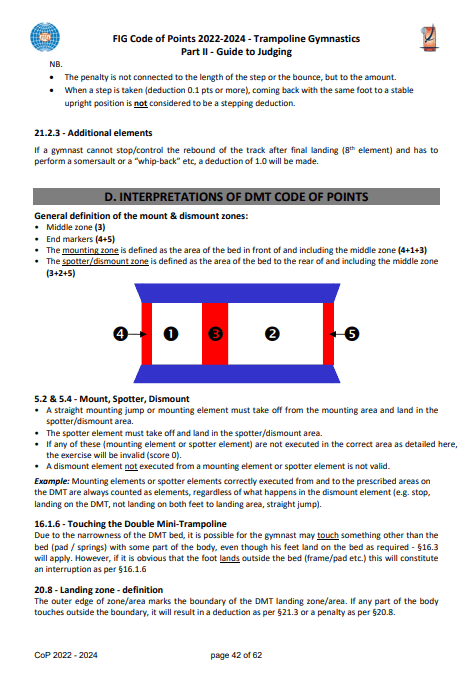 FIG Code of Points 2022-2024 - Trampoline Gymnastics
Part II - Guide to Judging
NB.
• The penalty is not connected to the length of the step or the bounce, but to the amount.
• When a step is taken (deduction 0.1 pts or more), coming back with the same foot to a stable
upright position is not considered to be a stepping deduction.
21.2.3 - Additional elements
If a gymnast cannot stop/control the rebound of the track after final landing (8th element) and has to
perform a somersault or a “whip-back” etc, a deduction of 1.0 will be made.
D. INTERPRETATIONS OF DMT CODE OF POINTS
General definition of the mount & dismount zones:
• Middle zone (3)
• End markers (4+5)
• The mounting zone is defined as the area of the bed in front of and including the middle zone (4+1+3)
• The spotter/dismount zone is defined as the area of the bed to the rear of and including the middle zone
(3+2+5)
4 1 3 2 5
5.2 & 5.4 - Mount, Spotter, Dismount
• A straight mounting jump or mounting element must take off from the mounting area and land in the
spotter/dismount area.
• The spotter element must take off and land in the spotter/dismount area.
• If any of these (mounting element or spotter element) are not executed in the correct area as detailed here,
the exercise will be invalid (score 0).
• A dismount element not executed from a mounting element or spotter element is not valid.
Example: Mounting elements or spotter elements correctly executed from and to the prescribed areas on
the DMT are always counted as elements, regardless of what happens in the dismount element (e.g. stop,
landing on the DMT, not landing on both feet to landing area, straight jump).
16.1.6 - Touching the Double Mini-Trampoline
Due to the narrowness of the DMT bed, it is possible for the gymnast may touch something other than the
bed (pad / springs) with some part of the body, even though his feet land on the bed as required - §16.3
will apply. However, if it is obvious that the foot lands outside the bed (frame/pad etc.) this will constitute
an interruption as per §16.1.6
20.8 - Landing zone - definition
The outer edge of zone/area marks the boundary of the DMT landing zone/area. If any part of the body
touches outside the boundary, it will result in a deduction as per §21.3 or a penalty as per §20.8.
CoP 2022 - 2024 page 42 of 62